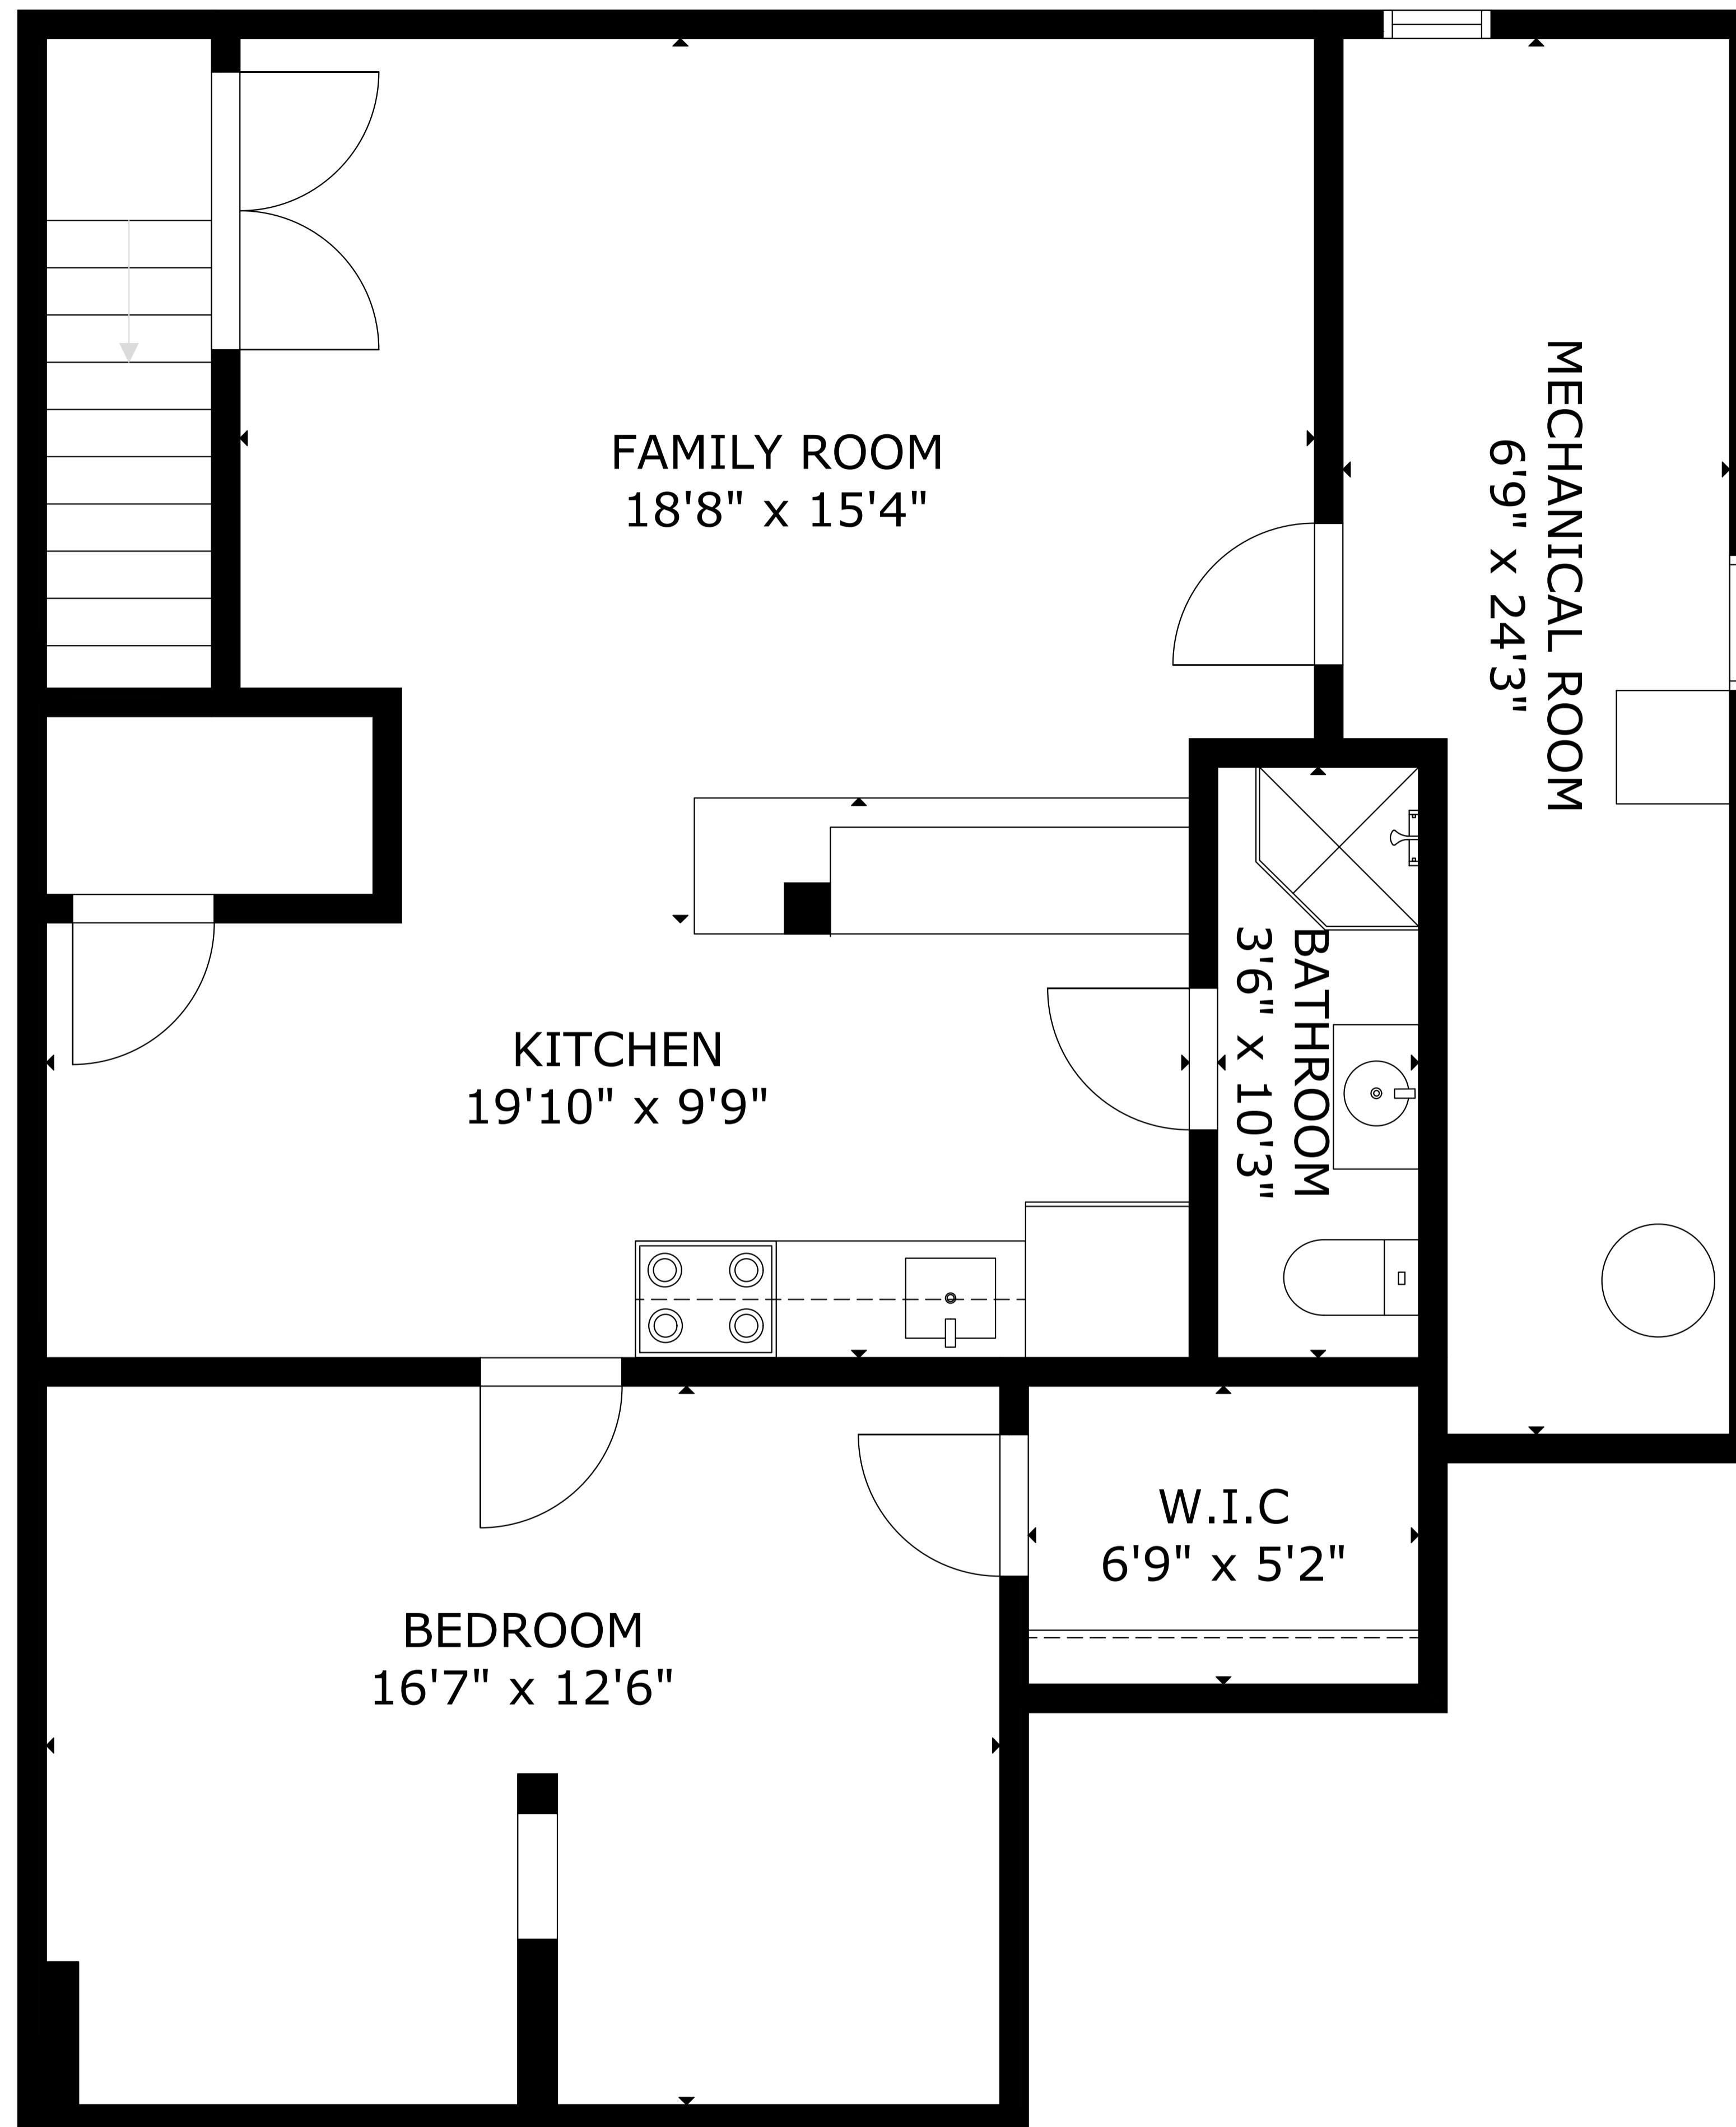 FAMILY ROOM
18'8" x 15'4"
MECHANICAL ROOM
6'9" x 24'3"
KITCHEN
19'10" x 9'9"
BATHROOM
3'6" x 10'3"
W.I.C
6'9" x 5'2"
BEDROOM
16'7" x 12'6"